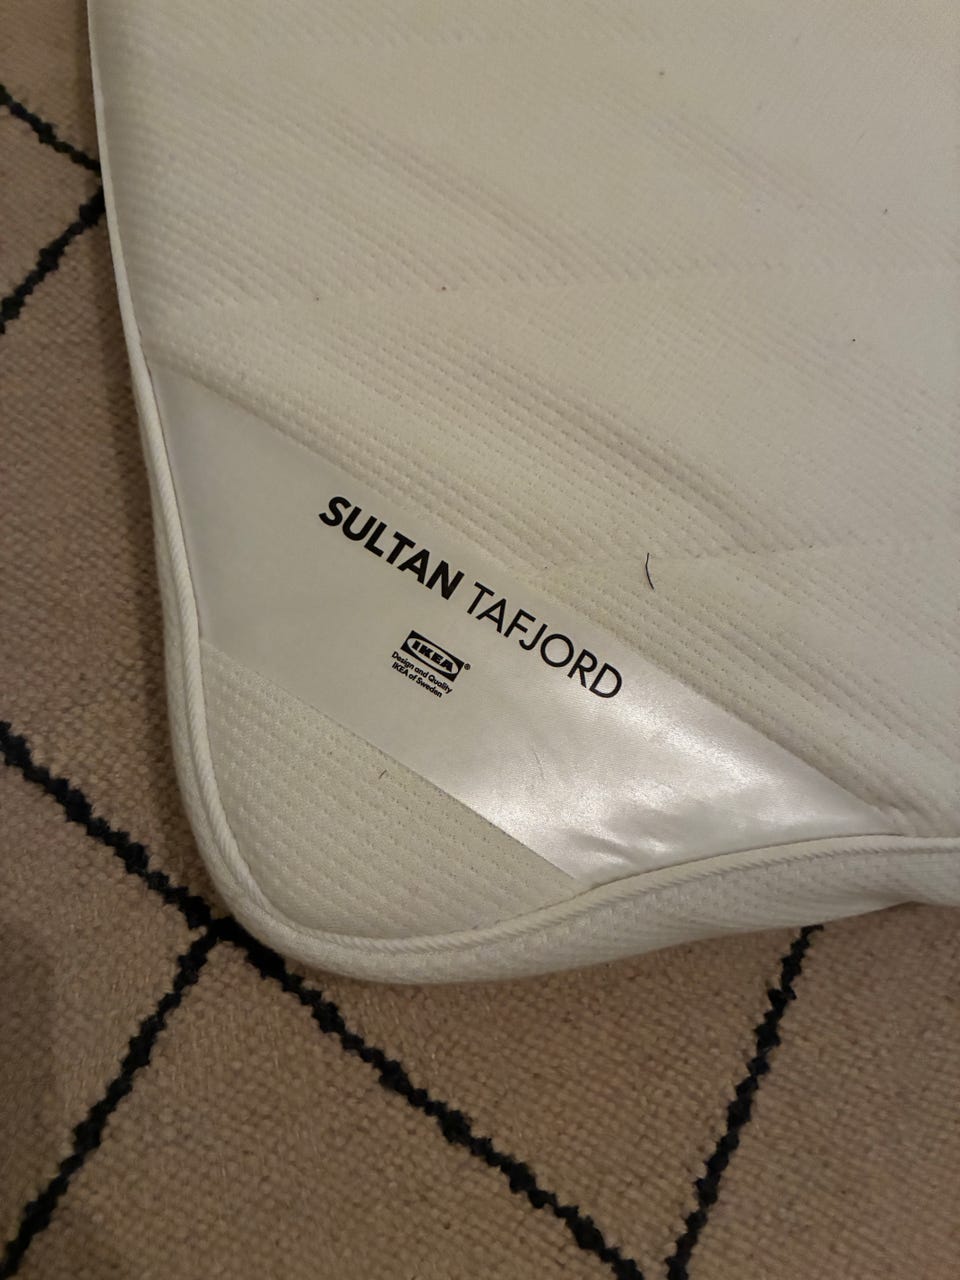 SULTAN TAFJORD
IKEA®
Design and Quality
IKEA of Sweden